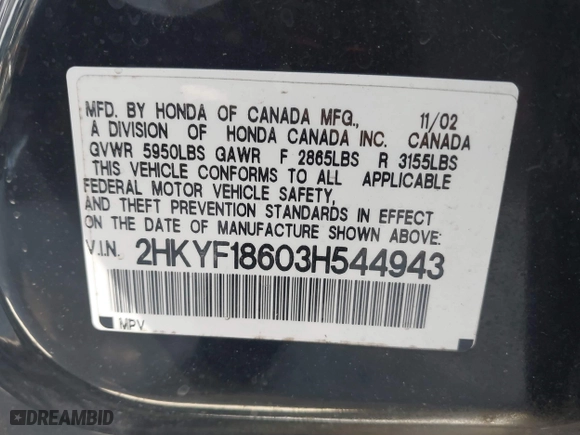 MFD. BY HONDA OF CANADA MFG., 11/02
A DIVISION OF HONDA CANADA INC. CANADA
GVWR 5950LBS GAWR F 2865LBS R 3155LBS
THIS VEHICLE CONFORMS TO ALL APPLICABLE
FEDERAL MOTOR VEHICLE SAFETY,
AND THEFT PREVENTION STANDARDS IN EFFECT
ON THE DATE OF MANUFACTURE SHOWN ABOVE.
V.I.N. 2HKYF18603H544943
MPV
DREAMBID